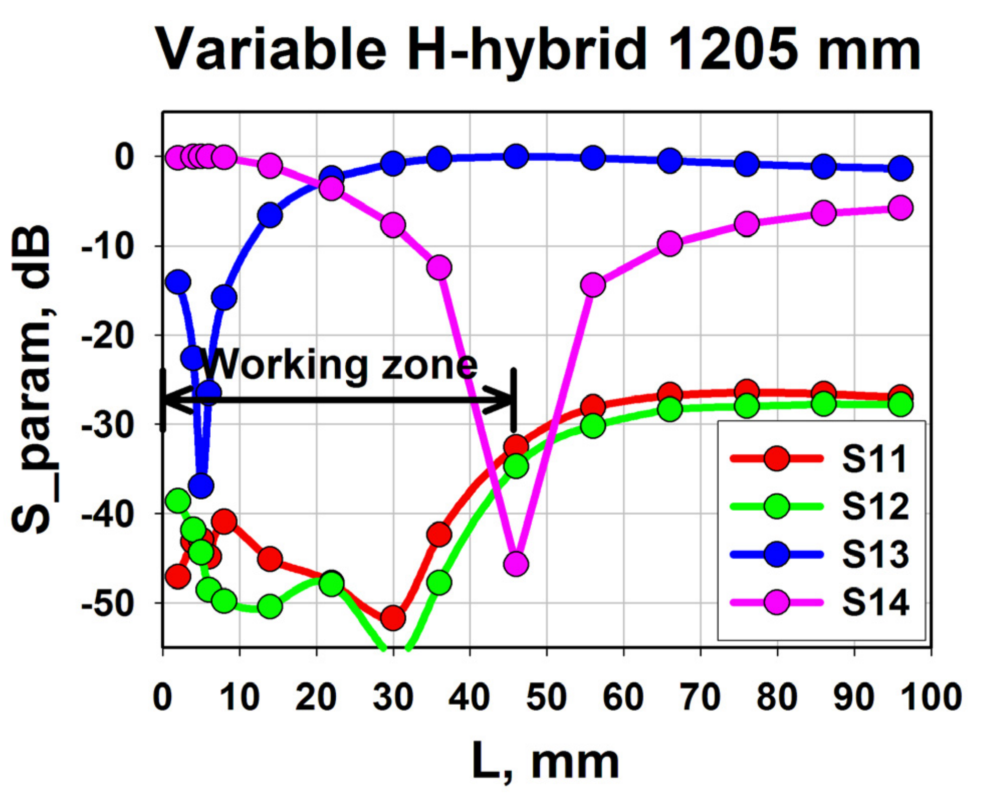 Variable H-hybrid 1205 mm
S_param, dB
0
-10
-20
-30
-40
-50
Working zone
S11
S12
S13
S14
0 10 20 30 40 50 60 70 80 90 100
L, mm